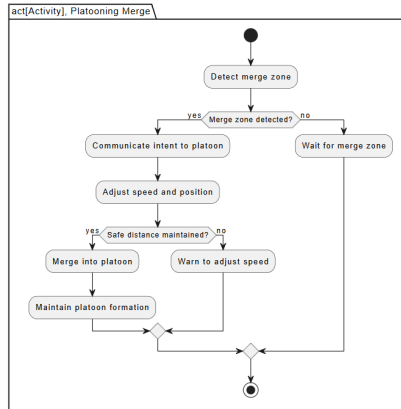 act[Activity], Platooning Merge
Detect merge zone
yes
Merge zone detected?
no
Communicate intent to platoon
Wait for merge zone
Adjust speed and position
yes
Safe distance maintained?
no
Merge into platoon
Warn to adjust speed
Maintain platoon formation